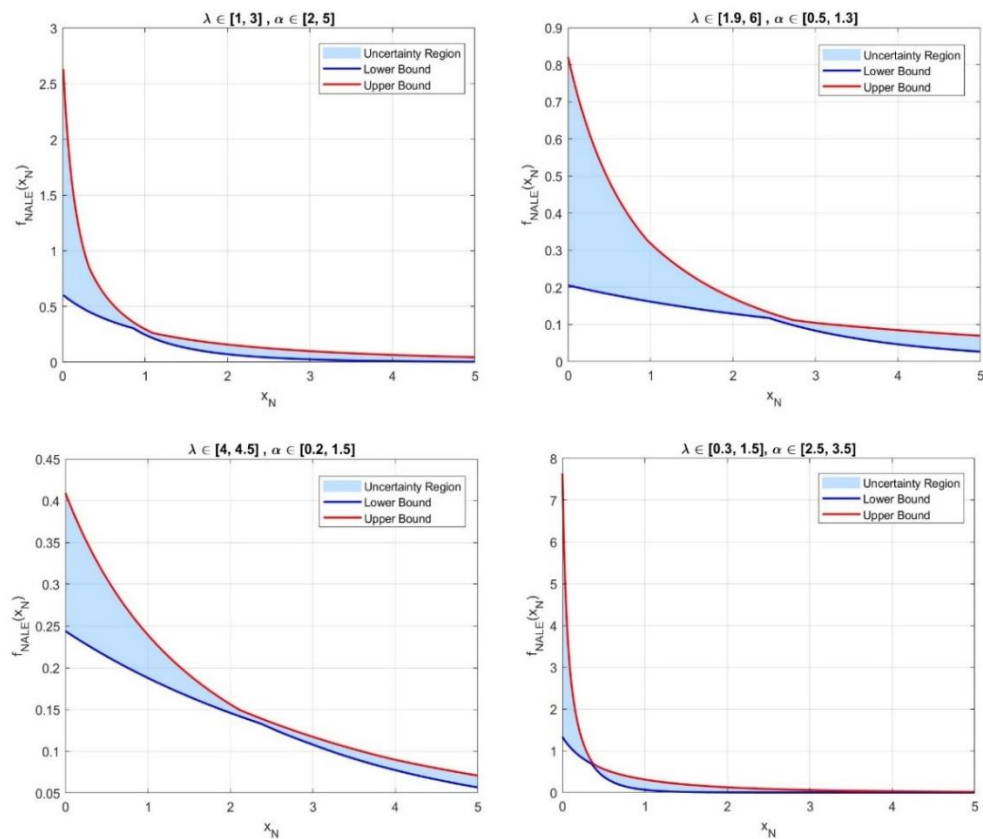 λ ∈ [1, 3] , α ∈ [2, 5]
3
2.5
2
1.5
1
0.5
0
f_NALE(x_N)
Uncertainty Region
Lower Bound
Upper Bound
0 1 2 3 4 5
x_N
λ ∈ [1.9, 6] , α ∈ [0.5, 1.3]
0.9
0.8
0.7
0.6
0.5
0.4
0.3
0.2
0.1
0
f_NALE(x_N)
Uncertainty Region
Lower Bound
Upper Bound
0 1 2 3 4 5
x_N
λ ∈ [4, 4.5] , α ∈ [0.2, 1.5]
0.45
0.4
0.35
0.3
0.25
0.2
0.15
0.1
0.05
f_NALE(x_N)
Uncertainty Region
Lower Bound
Upper Bound
0 1 2 3 4 5
x_N
λ ∈ [0.3, 1.5], α ∈ [2.5, 3.5]
8
7
6
5
4
3
2
1
0
f_NALE(x_N)
Uncertainty Region
Lower Bound
Upper Bound
0 1 2 3 4 5
x_N